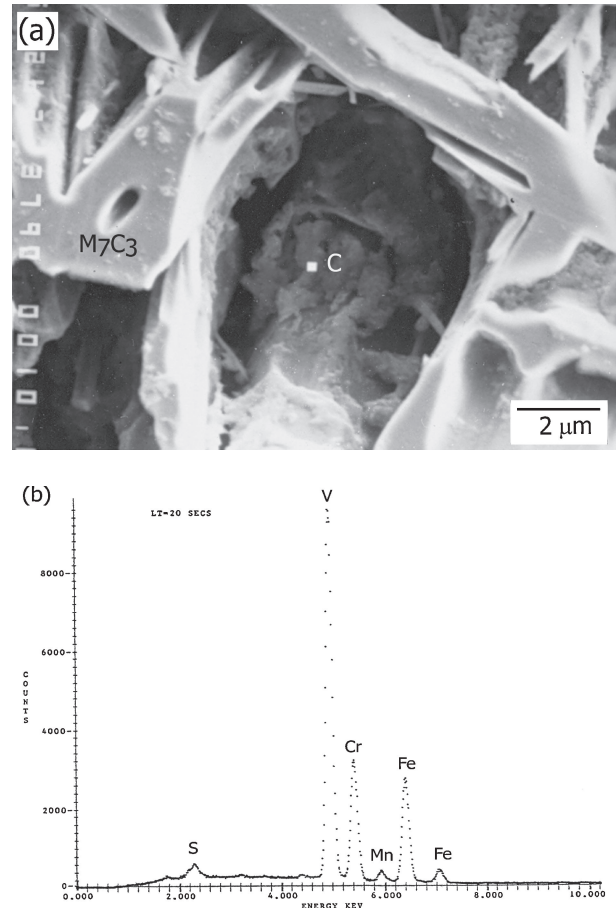 (a)
M7C3
C
2 μm
(b)
V
LT=20 SECS
8000
6000
COUNTS
4000
Cr
Fe
2000
S
Mn
Fe
0
0.000 2.000 4.000 6.000 8.000 10.000
ENERGY KEV